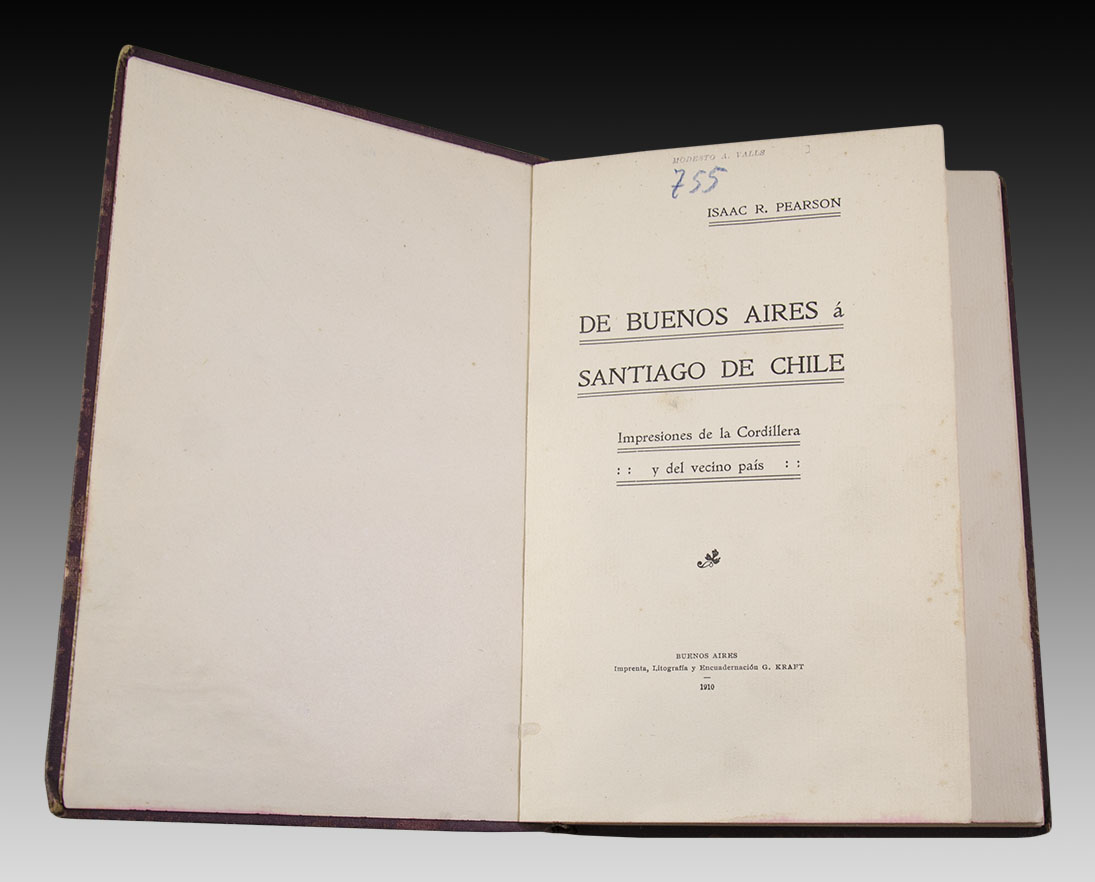 MODESTO A. VALLS
755
ISAAC R. PEARSON
DE BUENOS AIRES á
SANTIAGO DE CHILE
Impresiones de la Cordillera
: : y del vecino país : :
BUENOS AIRES
Imprenta, Litografía y Encuadernación G. KRAFT
—
1910